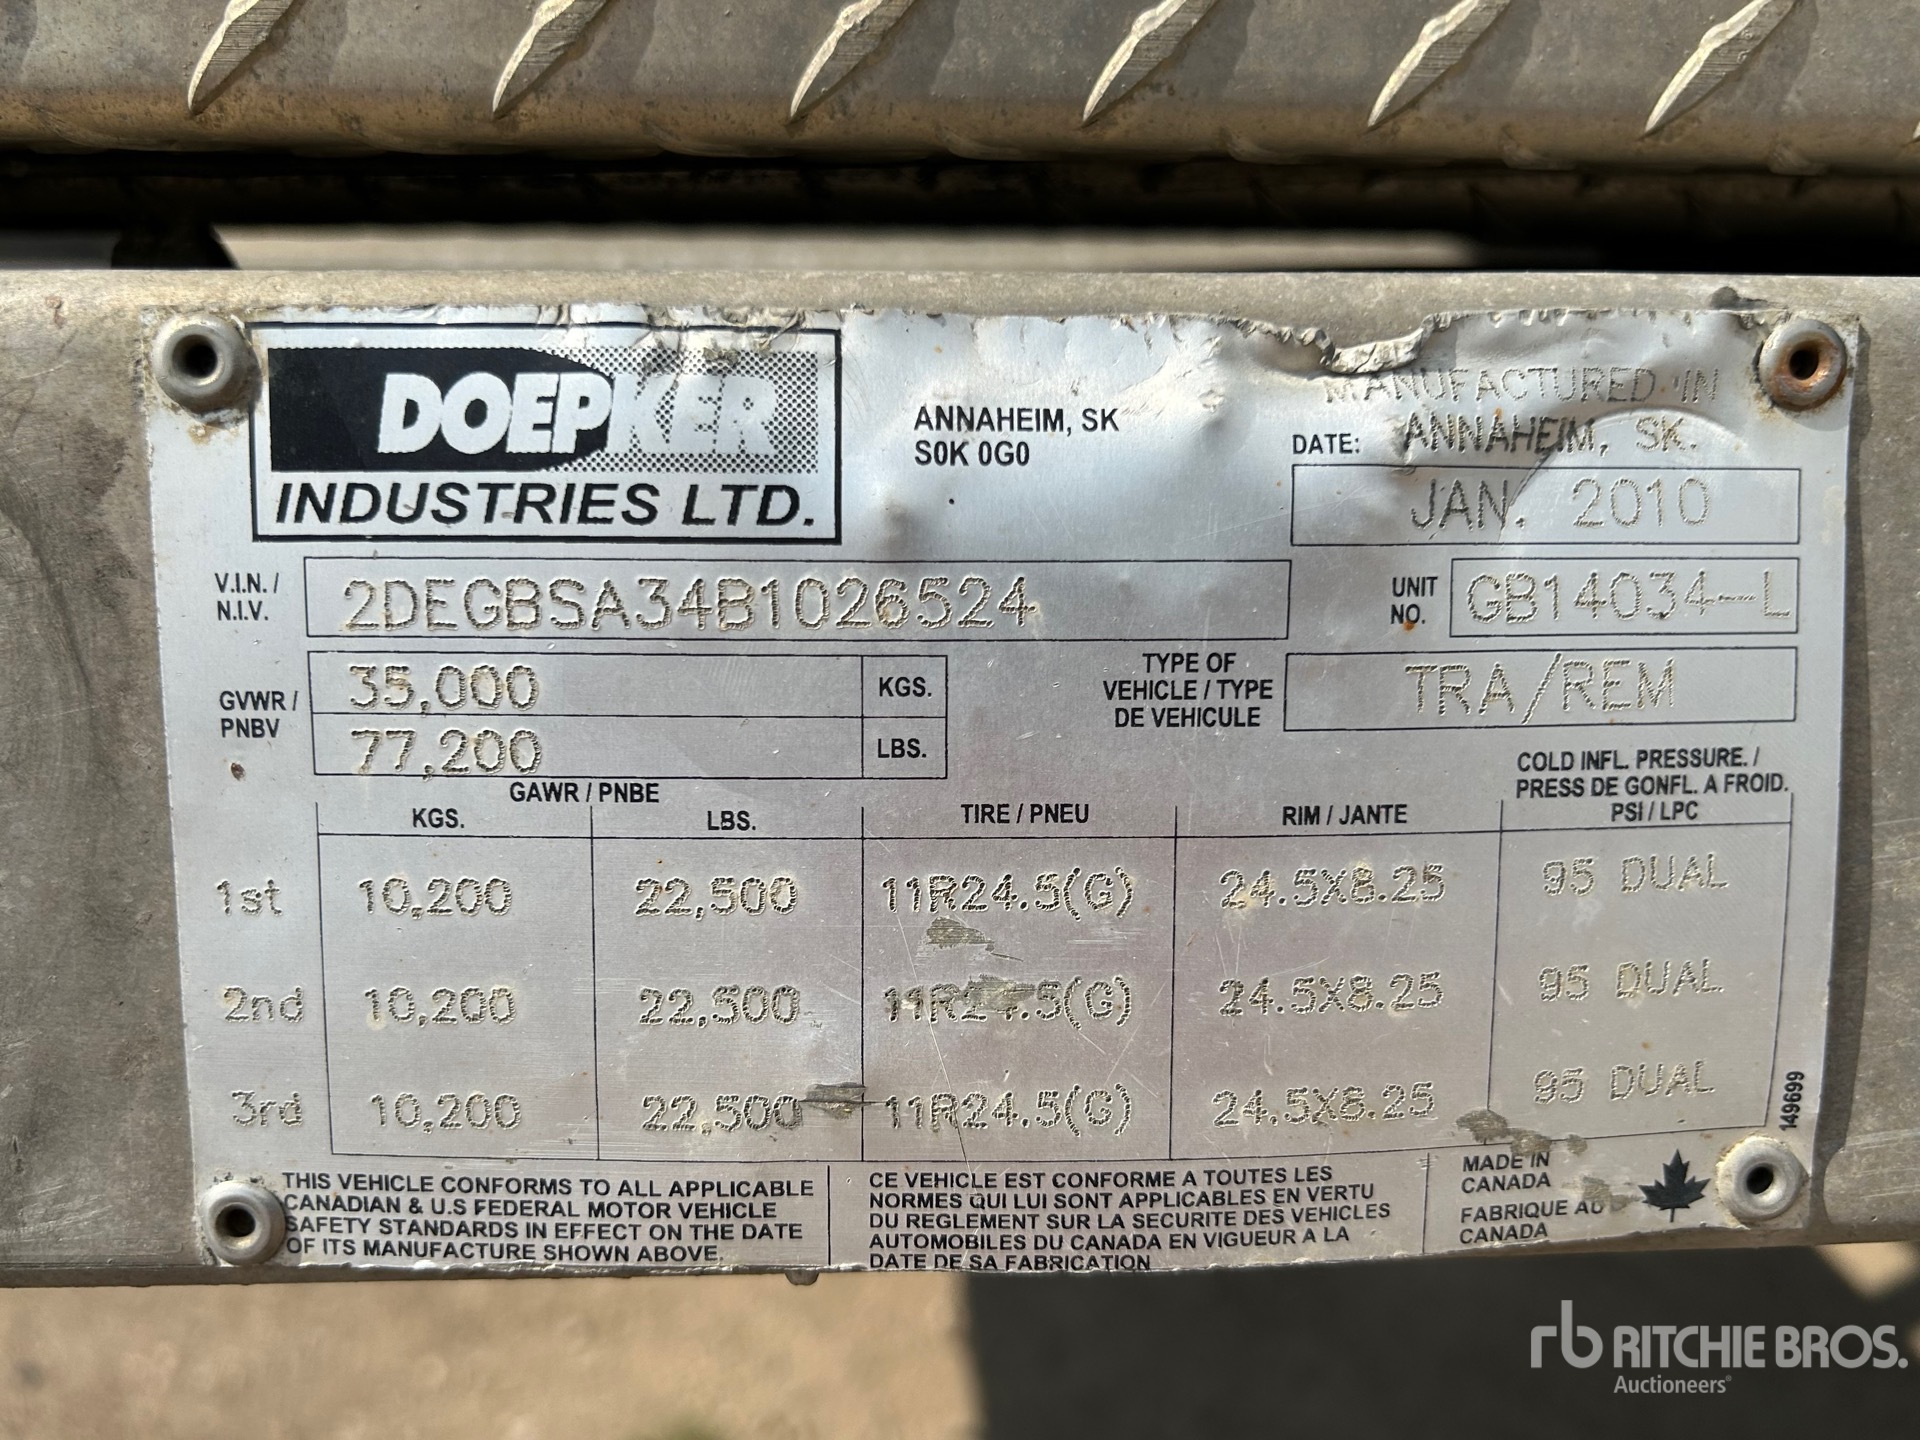 DOEPKER
INDUSTRIES LTD.
ANNAHEIM, SK
S0K 0G0
MANUFACTURED IN
DATE: ANNAHEIM, SK.
JAN. 2010
V.I.N. /
N.I.V.
2DEGBSA34B1026524
UNIT
NO.
GB14034-L
GVWR /
PNBV
35,000 KGS.
77,200 LBS.
TYPE OF
VEHICLE / TYPE
DE VEHICULE
TRA/REM
GAWR / PNBE
COLD INFL. PRESSURE. /
PRESS DE GONFL. A FROID.
KGS. LBS. TIRE / PNEU RIM / JANTE PSI / LPC
1st 10,200 22,500 11R24.5(G) 24.5X8.25 95 DUAL
2nd 10,200 22,500 11R24.5(G) 24.5X8.25 95 DUAL
3rd 10,200 22,500 11R24.5(G) 24.5X8.25 95 DUAL
149699
THIS VEHICLE CONFORMS TO ALL APPLICABLE
CANADIAN & U.S FEDERAL MOTOR VEHICLE
SAFETY STANDARDS IN EFFECT ON THE DATE
OF ITS MANUFACTURE SHOWN ABOVE.
CE VEHICLE EST CONFORME A TOUTES LES
NORMES QUI LUI SONT APPLICABLES EN VERTU
DU REGLEMENT SUR LA SECURITE DES VEHICLES
AUTOMOBILES DU CANADA EN VIGUEUR A LA
DATE DE SA FABRICATION
MADE IN
CANADA
FABRIQUE AU
CANADA
rb RITCHIE BROS.
Auctioneers